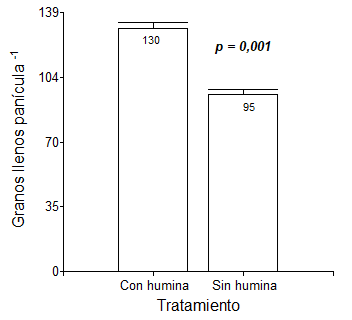 139
104
70
35
0
Granos llenos panícula -1
130
p = 0,001
95
Con humina
Sin humina
Tratamiento